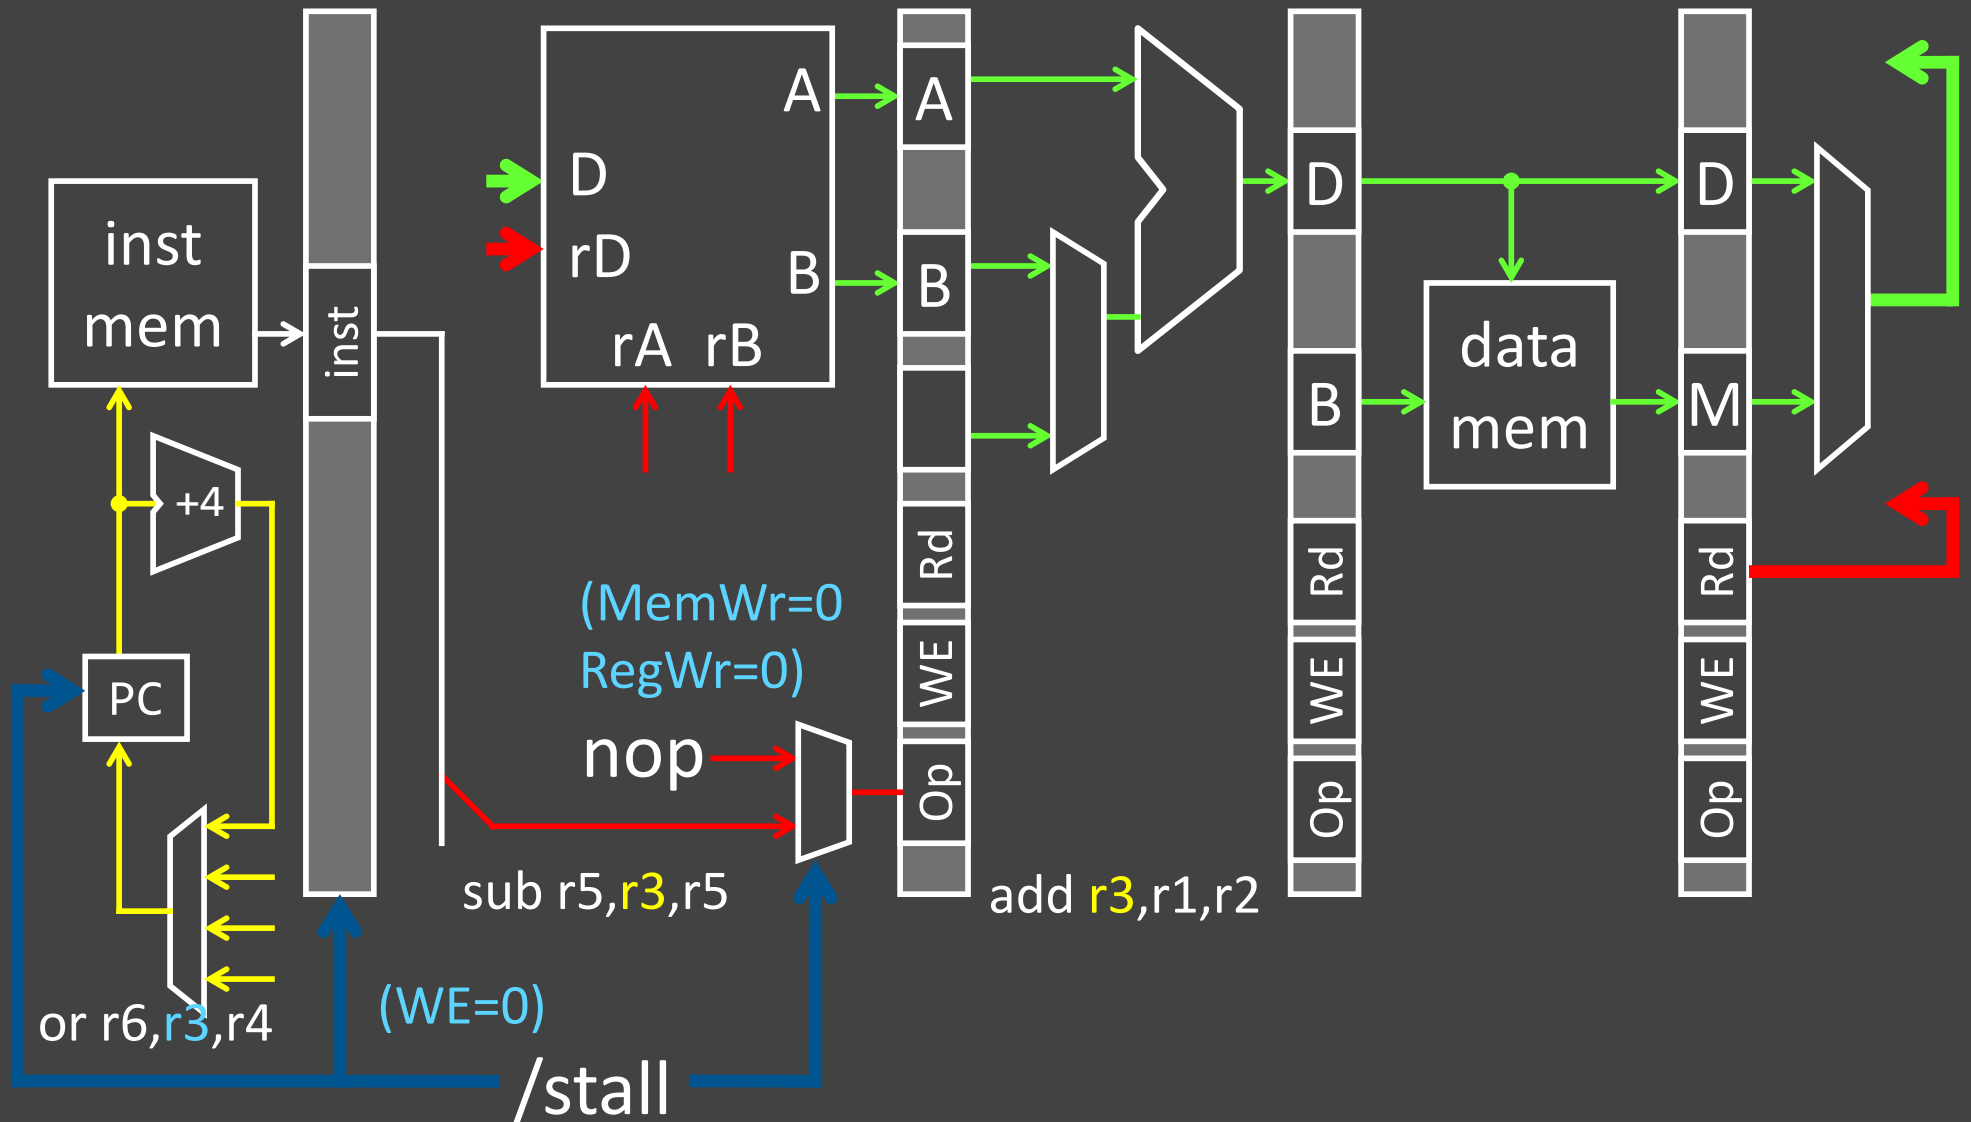 inst
mem
+4
PC
or r6,r3,r4
inst
D
rD
A
B
rA rB
(MemWr=0
RegWr=0)
nop
sub r5,r3,r5
(WE=0)
/stall
A
B
Rd
WE
Op
add r3,r1,r2
D
B
Rd
WE
Op
data
mem
D
M
Rd
WE
Op